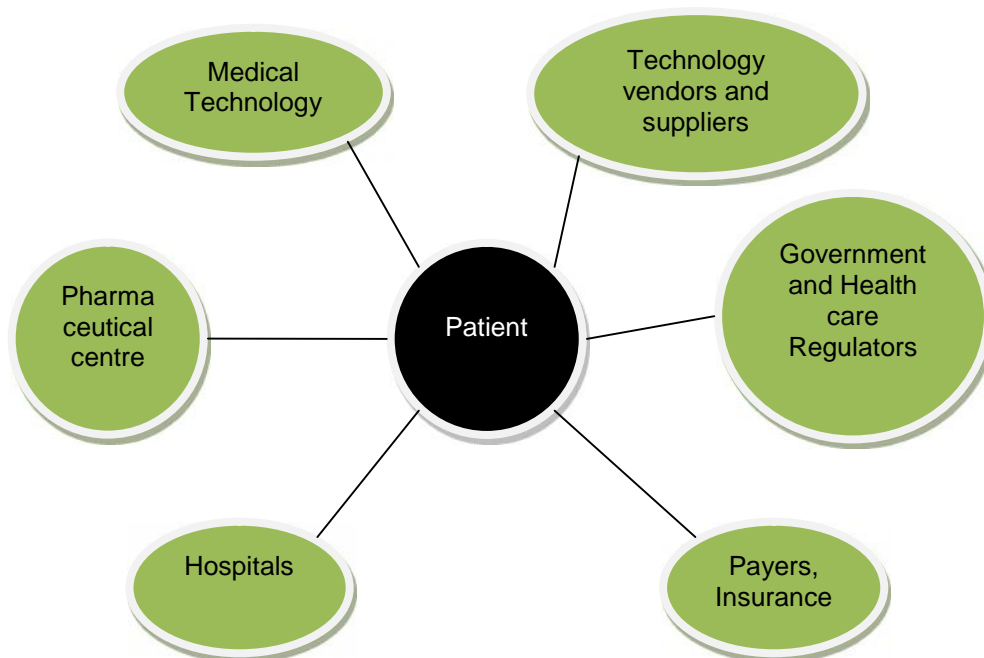 Medical
Technology
Technology
vendors and
suppliers
Pharma
ceutical
centre
Patient
Government
and Health
care
Regulators
Hospitals
Payers,
Insurance